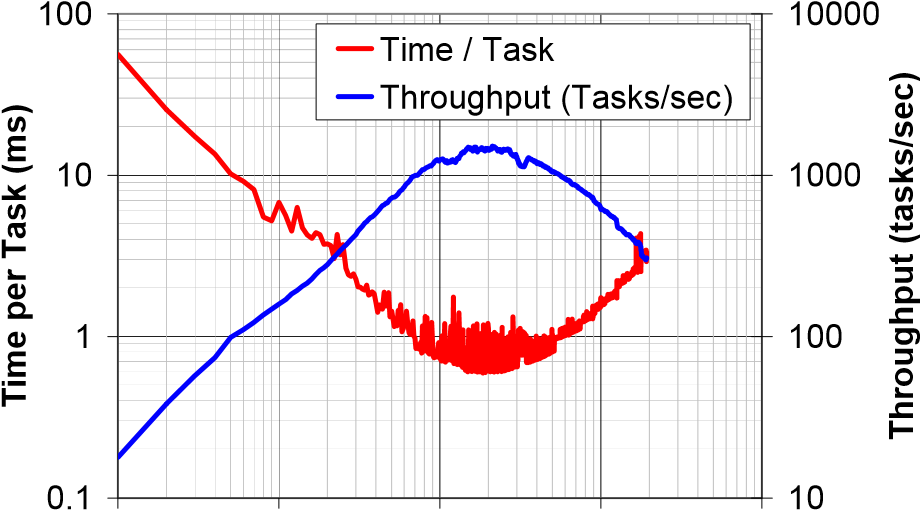 100
10
1
0.1
Time per Task (ms)
Time / Task
Throughput (Tasks/sec)
10000
1000
100
10
Throughput (tasks/sec)